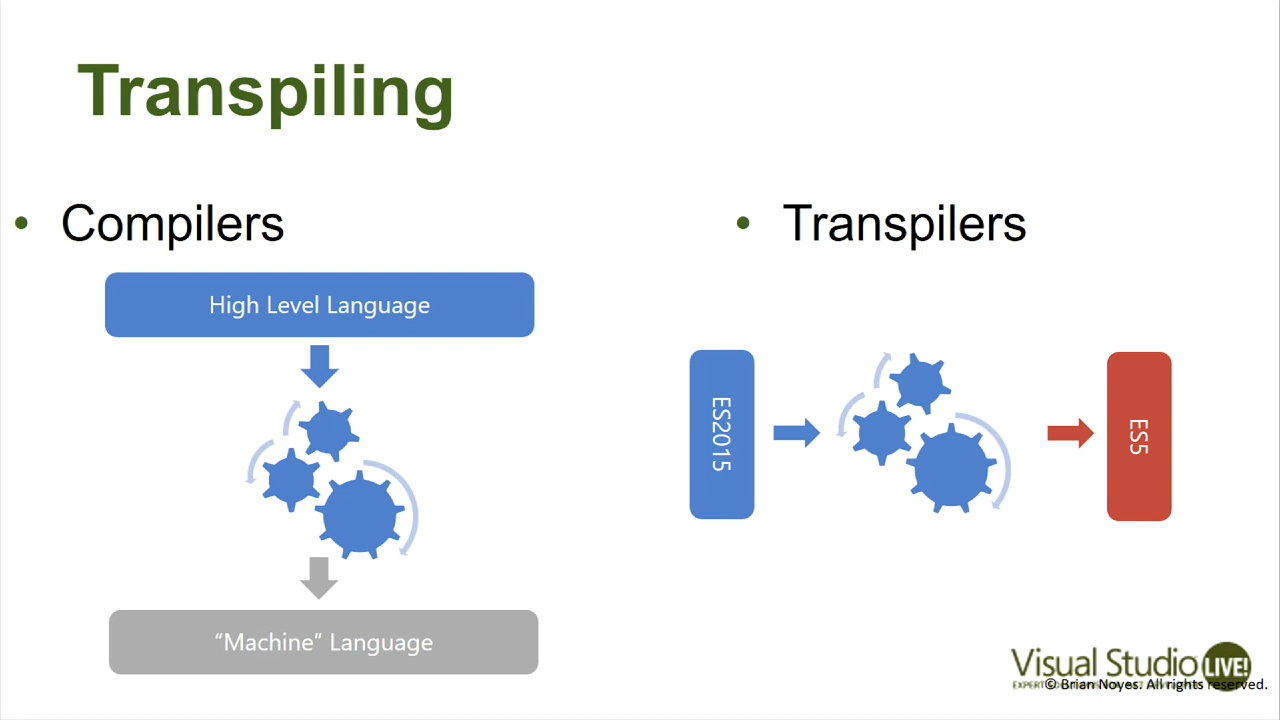 Transpiling
• Compilers
High Level Language
“Machine” Language
• Transpilers
ES2015
ES5
Visual Studio LIVE!
© Brian Noyes. All rights reserved.